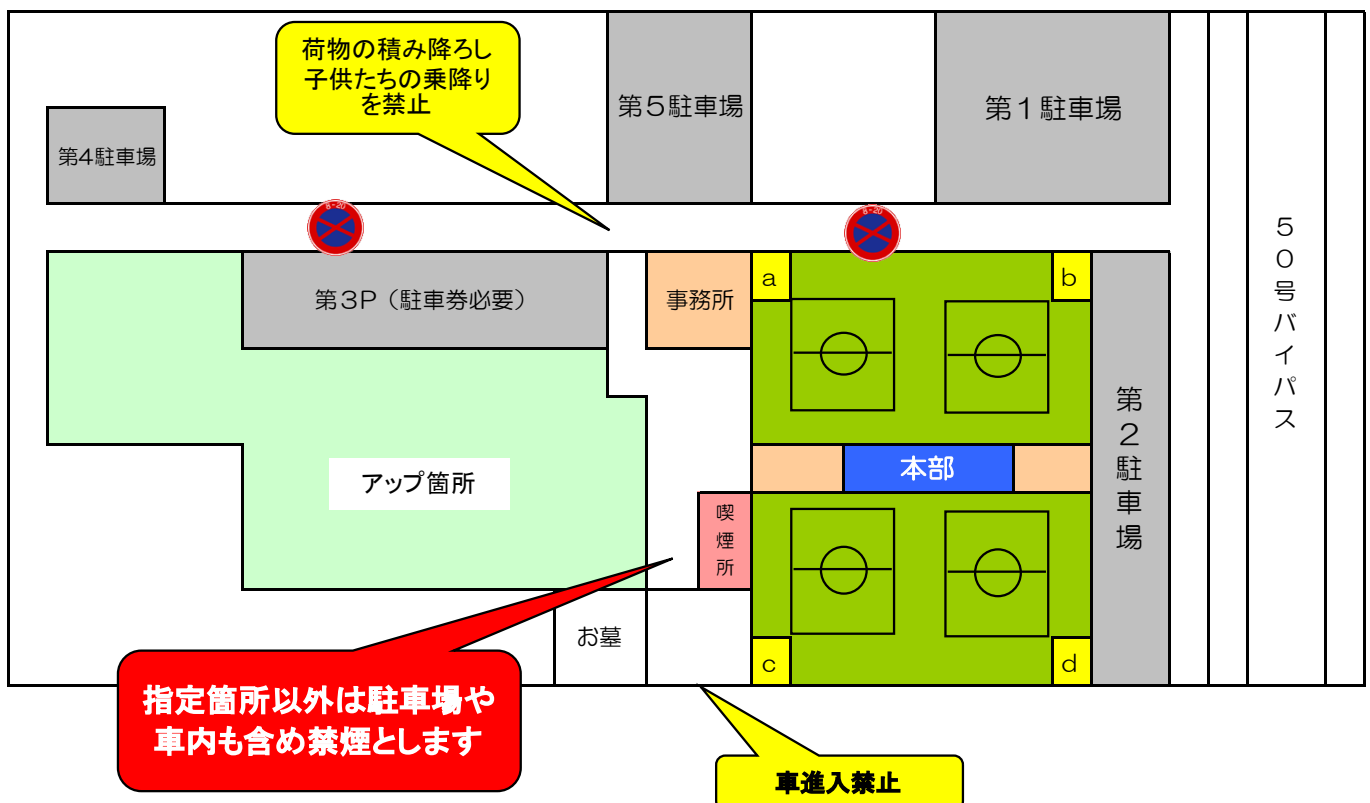 荷物の積み降ろし
子供たちの乗降り
を禁止
第5駐車場
第1駐車場
第4駐車場
8-20
8-20
50号バイパス
第3P（駐車券必要）
事務所
a
b
第2駐車場
アップ箇所
本部
喫煙所
お墓
c
d
指定箇所以外は駐車場や
車内も含め禁煙とします
車進入禁止